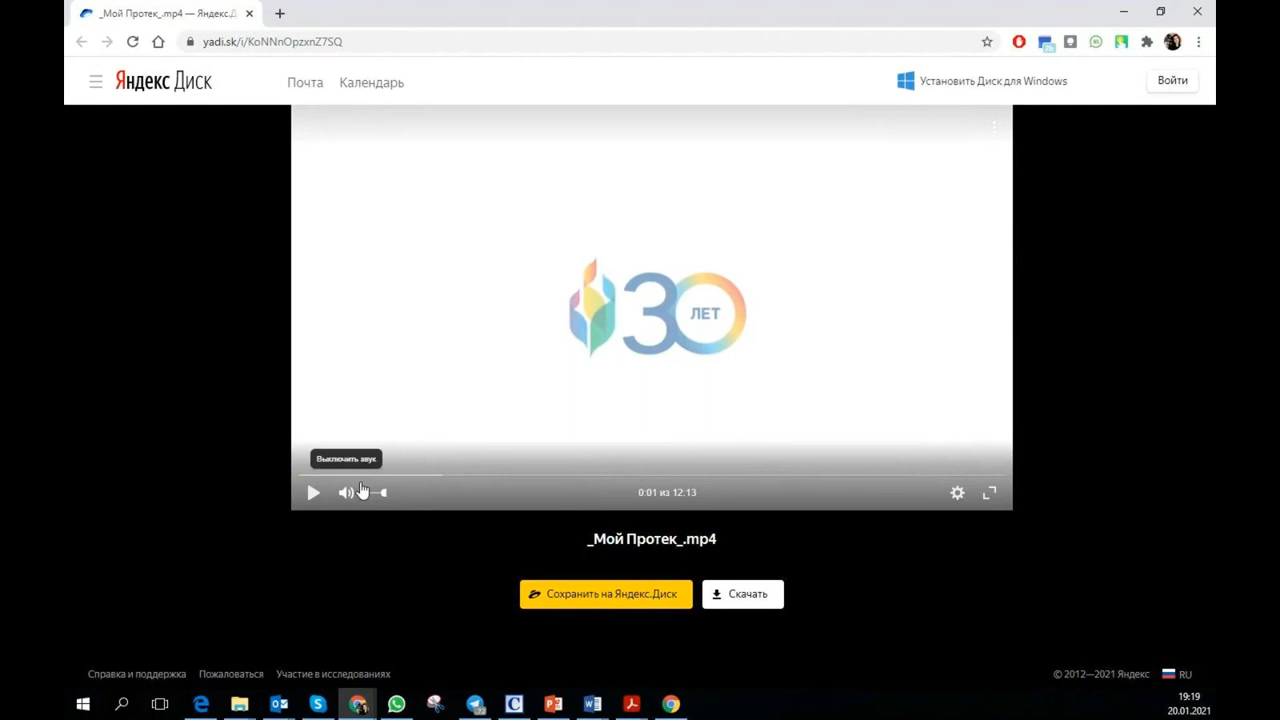 _Мой Протек_.mp4 — Яндекс.Д
yadi.sk/i/KoNNnOpzxnZ7SQ
Яндекс Диск
Почта
Календарь
Установить Диск для Windows
Войти
30 ЛЕТ
Выключить звук
0:01 из 12:13
_Мой Протек_.mp4
Сохранить на Яндекс.Диск
Скачать
Справка и поддержка
Пожаловаться
Участие в исследованиях
© 2012—2021 Яндекс
RU
19:19
20.01.2021